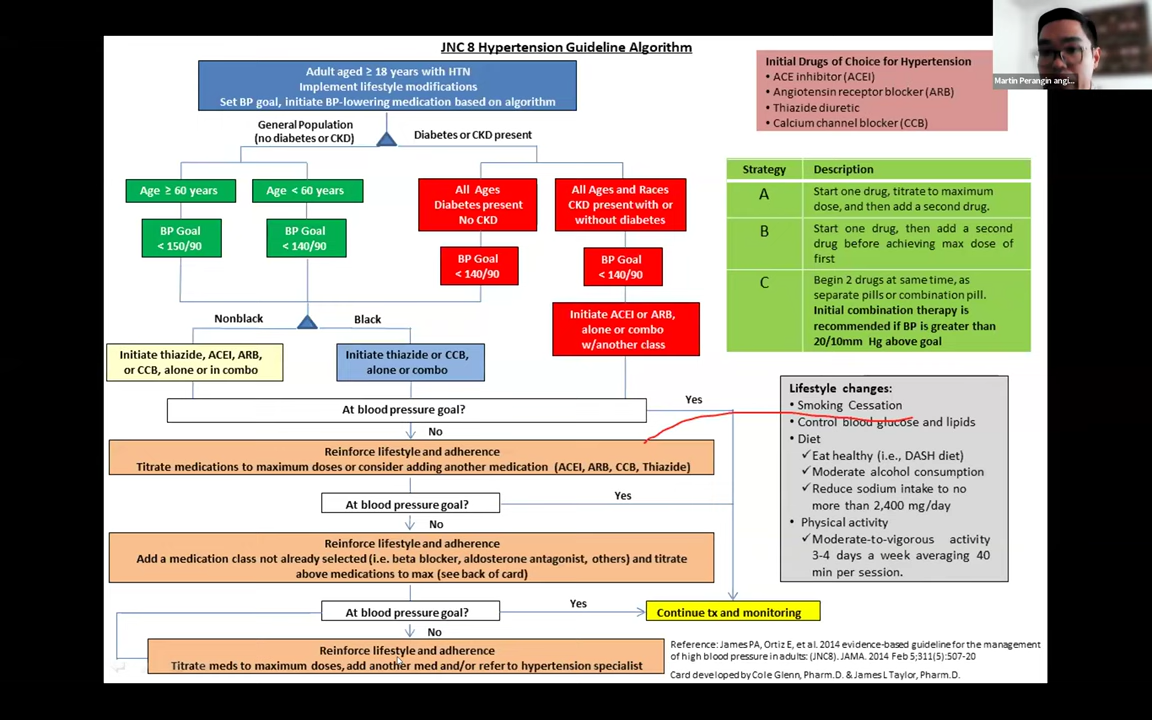 JNC 8 Hypertension Guideline Algorithm
Adult aged ≥ 18 years with HTN
Implement lifestyle modifications
Set BP goal, initiate BP-lowering medication based on algorithm
General Population
(no diabetes or CKD)
Diabetes or CKD present
Age ≥ 60 years
Age < 60 years
All Ages
Diabetes present
No CKD
All Ages and Races
CKD present with or
without diabetes
BP Goal
< 150/90
BP Goal
< 140/90
BP Goal
< 140/90
BP Goal
< 140/90
Initiate ACEI or ARB,
alone or combo
w/another class
Nonblack
Black
Initiate thiazide, ACEI, ARB,
or CCB, alone or in combo
Initiate thiazide or CCB,
alone or combo
At blood pressure goal?
Yes
No
Reinforce lifestyle and adherence
Titrate medications to maximum doses or consider adding another medication (ACEI, ARB, CCB, Thiazide)
At blood pressure goal?
Yes
No
Reinforce lifestyle and adherence
Add a medication class not already selected (i.e. beta blocker, aldosterone antagonist, others) and titrate
above medications to max (see back of card)
At blood pressure goal?
Yes
Continue tx and monitoring
No
Reinforce lifestyle and adherence
Titrate meds to maximum doses, add another med and/or refer to hypertension specialist
Initial Drugs of Choice for Hypertension
• ACE inhibitor (ACEI)
• Angiotensin receptor blocker (ARB)
• Thiazide diuretic
• Calcium channel blocker (CCB)
Martin Perangin angi...
Strategy Description
A Start one drug, titrate to maximum
dose, and then add a second drug.
B Start one drug, then add a second
drug before achieving max dose of
first
C Begin 2 drugs at same time, as
separate pills or combination pill.
Initial combination therapy is
recommended if BP is greater than
20/10mm Hg above goal
Lifestyle changes:
• Smoking Cessation
• Control blood glucose and lipids
• Diet
✓Eat healthy (i.e., DASH diet)
✓Moderate alcohol consumption
✓Reduce sodium intake to no
more than 2,400 mg/day
• Physical activity
✓Moderate-to-vigorous activity
3-4 days a week averaging 40
min per session.
Reference: James PA, Ortiz E, et al. 2014 evidence-based guideline for the management
of high blood pressure in adults: (JNC8). JAMA. 2014 Feb 5;311(5):507-20
Card developed by Cole Glenn, Pharm.D. & James L Taylor, Pharm.D.